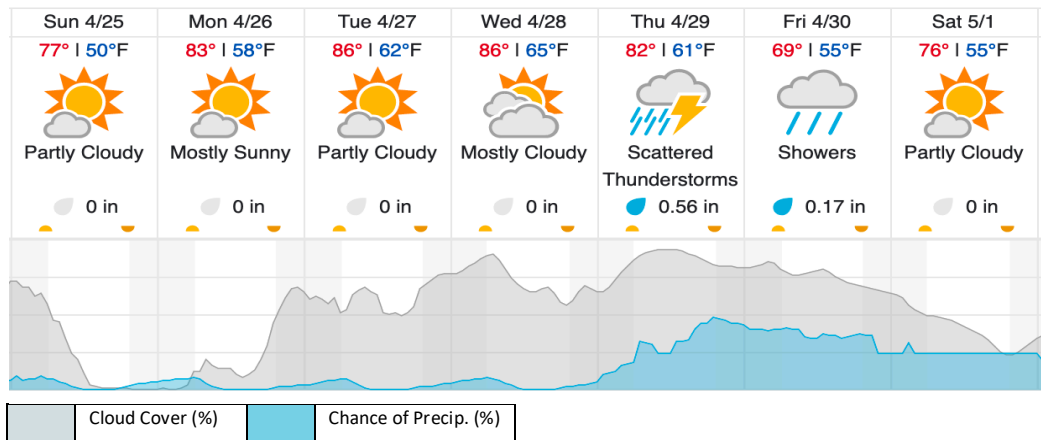 Sun 4/25 Mon 4/26 Tue 4/27 Wed 4/28 Thu 4/29 Fri 4/30 Sat 5/1
77° | 50°F 83° | 58°F 86° | 62°F 86° | 65°F 82° | 61°F 69° | 55°F 76° | 55°F
Partly Cloudy Mostly Sunny Partly Cloudy Mostly Cloudy Scattered Showers Partly Cloudy
Thunderstorms
0 in 0 in 0 in 0 in 0.56 in 0.17 in 0 in
Cloud Cover (%) Chance of Precip. (%)